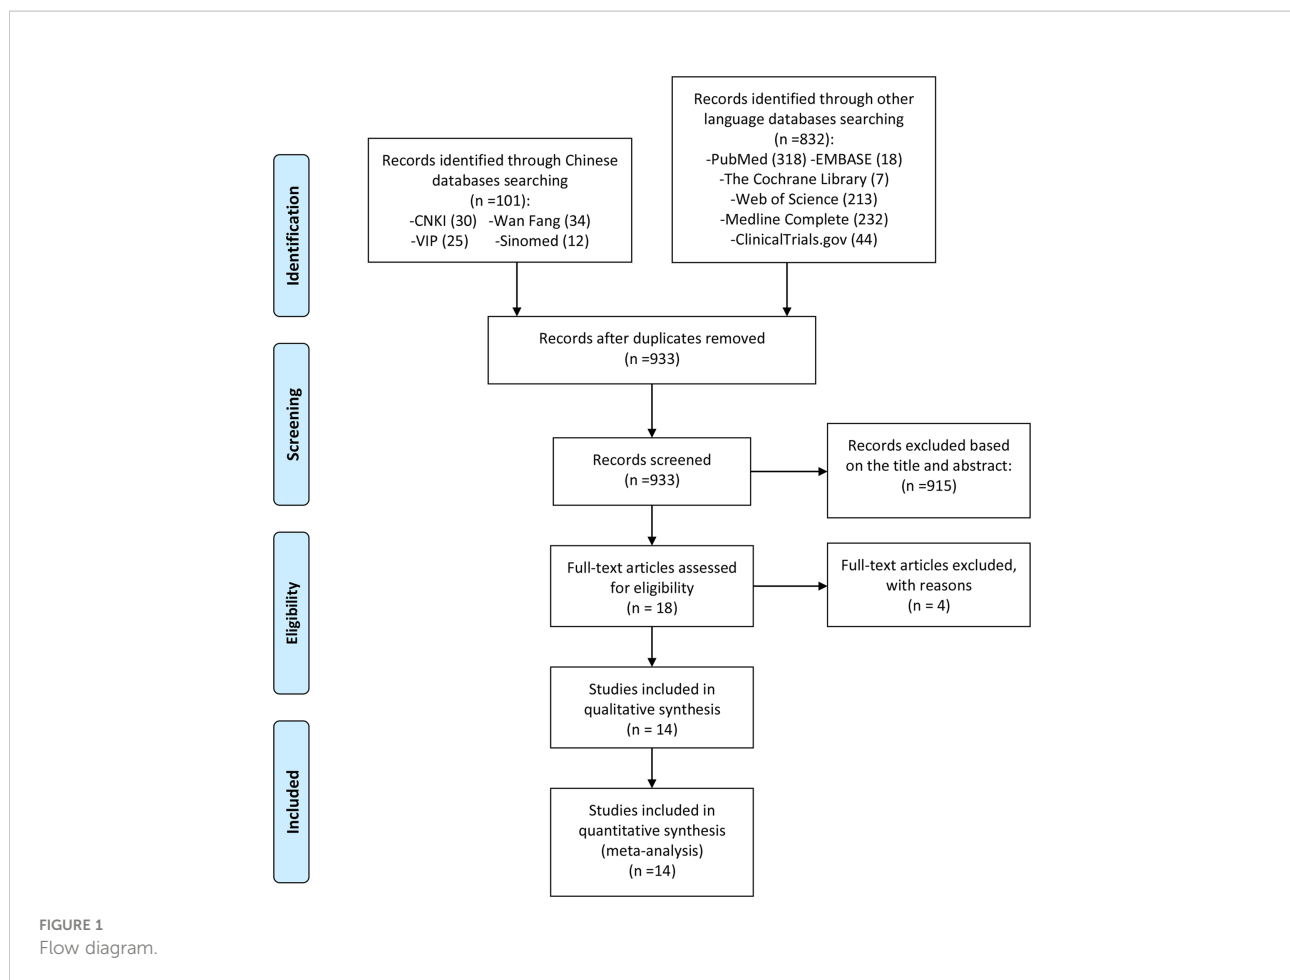 Identification
Records identified through Chinese
databases searching
(n =101):
-CNKI (30) -Wan Fang (34)
-VIP (25) -Sinomed (12)
Records identified through other
language databases searching
(n =832):
-PubMed (318) -EMBASE (18)
-The Cochrane Library (7)
-Web of Science (213)
-Medline Complete (232)
-ClinicalTrials.gov (44)
Records after duplicates removed
(n =933)
Screening
Records screened
(n =933)
Records excluded based
on the title and abstract:
(n =915)
Eligibility
Full-text articles assessed
for eligibility
(n = 18)
Full-text articles excluded,
with reasons
(n = 4)
Studies included in
qualitative synthesis
(n = 14)
Included
Studies included in
quantitative synthesis
(meta-analysis)
(n =14)
FIGURE 1
Flow diagram.